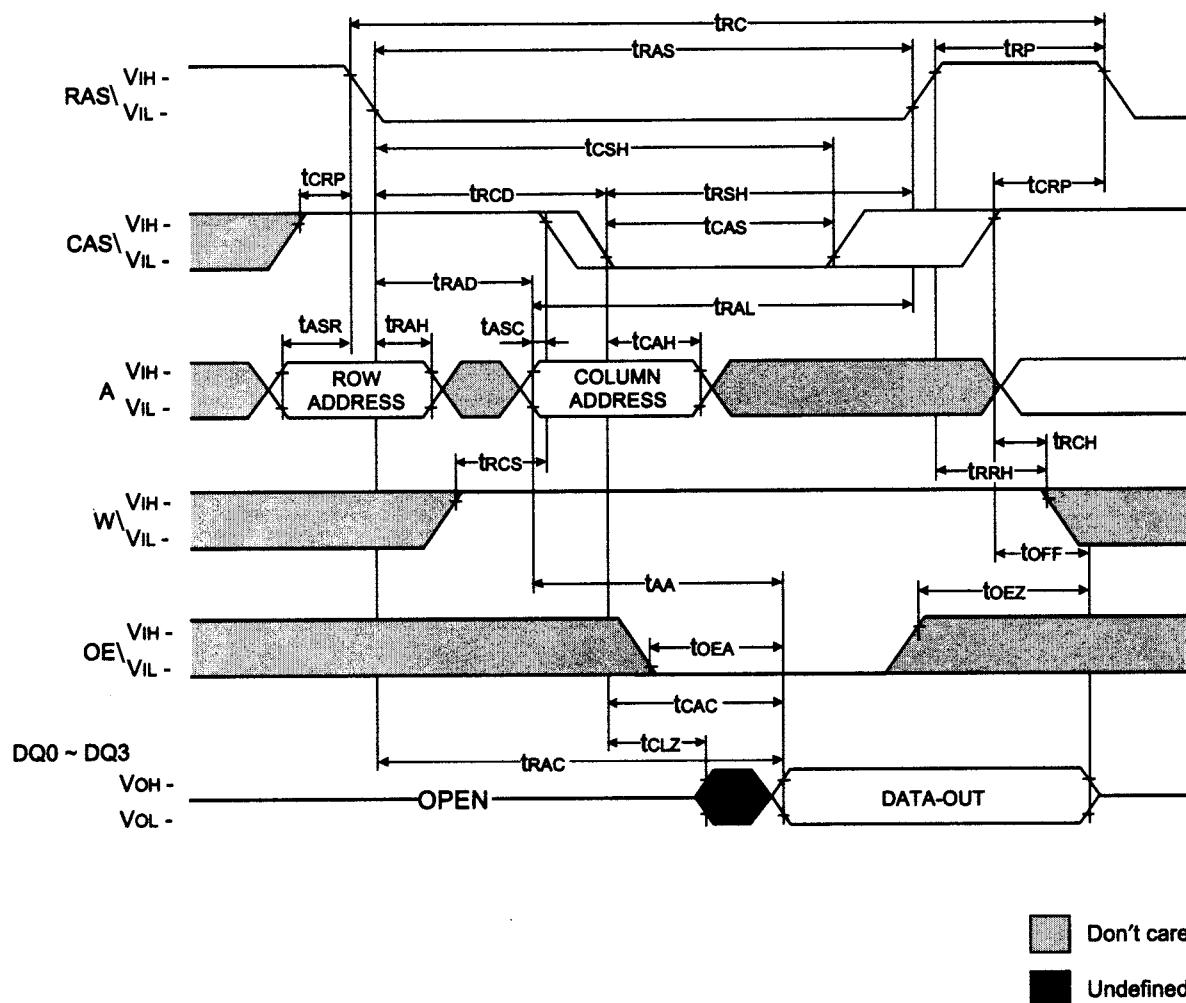 tRC
tRAS
tRP
RAS\
VIH -
VIL -
tCSH
tCRP
tRCD
tRSH
tCRP
CAS\
VIH -
VIL -
tCAS
tRAD
tRAL
tASR
tRAH
tASC
tCAH
A
VIH -
VIL -
ROW
ADDRESS
COLUMN
ADDRESS
tRCS
tRCH
tRRH
W\
VIH -
VIL -
tOFF
tAA
tOEZ
OE\
VIH -
VIL -
tOEA
tCAC
tCLZ
DQ0 ~ DQ3
tRAC
VOH -
VOL -
OPEN
DATA-OUT
Don't care
Undefined